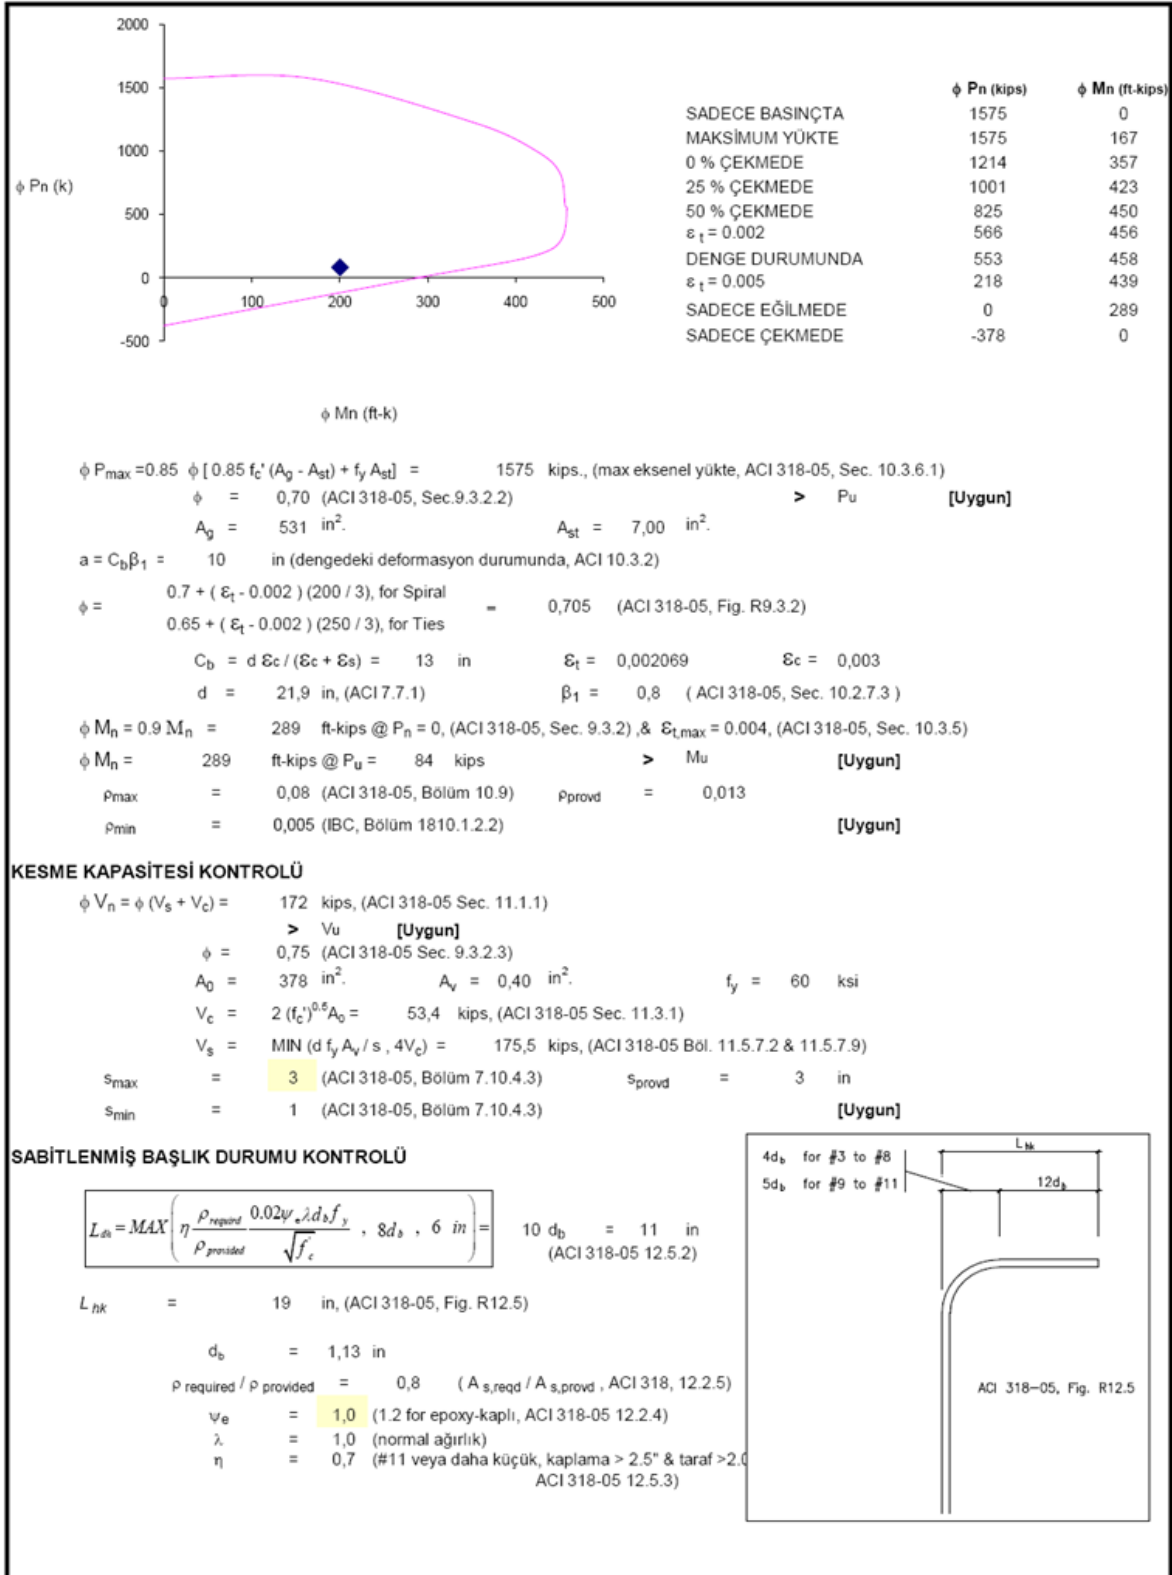 2000
1500
1000
500
0
-500
0 100 200 300 400 500
ϕ Pn (k)
ϕ Mn (ft-k)
ϕ Pn (kips) ϕ Mn (ft-kips)
SADECE BASINÇTA 1575 0
MAKSİMUM YÜKTE 1575 167
0 % ÇEKMEDE 1214 357
25 % ÇEKMEDE 1001 423
50 % ÇEKMEDE 825 450
ε t = 0.002 566 456
DENGE DURUMUNDA 553 458
ε t = 0.005 218 439
SADECE EĞİLMEDE 0 289
SADECE ÇEKMEDE -378 0
ϕ Pmax =0.85 ϕ [ 0.85 fc' (Ag - Ast) + fy Ast] = 1575 kips., (max eksenel yükte, ACI 318-05, Sec. 10.3.6.1)
ϕ = 0,70 (ACI 318-05, Sec.9.3.2.2) > Pu [Uygun]
Ag = 531 in². Ast = 7,00 in².
a = Cbβ1 = 10 in (dengedeki deformasyon durumunda, ACI 10.3.2)
0.7 + ( εt - 0.002 ) (200 / 3), for Spiral
ϕ = = 0,705 (ACI 318-05, Fig. R9.3.2)
0.65 + ( εt - 0.002 ) (250 / 3), for Ties
Cb = d εc / (εc + εs) = 13 in εt = 0,002069 εc = 0,003
d = 21,9 in, (ACI 7.7.1) β1 = 0,8 ( ACI 318-05, Sec. 10.2.7.3 )
ϕ Mn = 0.9 Mn = 289 ft-kips @ Pn = 0, (ACI 318-05, Sec. 9.3.2) ,& εt,max = 0.004, (ACI 318-05, Sec. 10.3.5)
ϕ Mn = 289 ft-kips @ Pu = 84 kips > Mu [Uygun]
ρmax = 0,08 (ACI 318-05, Bölüm 10.9) ρprovd = 0,013
ρmin = 0,005 (IBC, Bölüm 1810.1.2.2) [Uygun]
KESME KAPASİTESİ KONTROLÜ
ϕ Vn = ϕ (Vs + Vc) = 172 kips, (ACI 318-05 Sec. 11.1.1)
> Vu [Uygun]
ϕ = 0,75 (ACI 318-05 Sec. 9.3.2.3)
A0 = 378 in². Av = 0,40 in². fy = 60 ksi
Vc = 2 (fc')^0.5 A0 = 53,4 kips, (ACI 318-05 Sec. 11.3.1)
Vs = MIN (d fy Av / s , 4Vc) = 175,5 kips, (ACI 318-05 Böl. 11.5.7.2 & 11.5.7.9)
smax = 3 (ACI 318-05, Bölüm 7.10.4.3) sprovd = 3 in
smin = 1 (ACI 318-05, Bölüm 7.10.4.3) [Uygun]
SABİTLENMİŞ BAŞLIK DURUMU KONTROLÜ
Ldh = MAX ( η ρrequird / ρprovided 0.02ψeλdbfy / √f'c , 8db , 6 in ) = 10 db = 11 in
(ACI 318-05 12.5.2)
Lhk = 19 in, (ACI 318-05, Fig. R12.5)
db = 1,13 in
ρ required / ρ provided = 0,8 ( A s,reqd / A s,provd , ACI 318, 12.2.5)
ψe = 1,0 (1.2 for epoxy-kaplı, ACI 318-05 12.2.4)
λ = 1,0 (normal ağırlık)
η = 0,7 (#11 veya daha küçük, kaplama > 2.5" & taraf >2.0
ACI 318-05 12.5.3)
Lhk
4db for #3 to #8
5db for #9 to #11
12db
ACI 318-05, Fig. R12.5